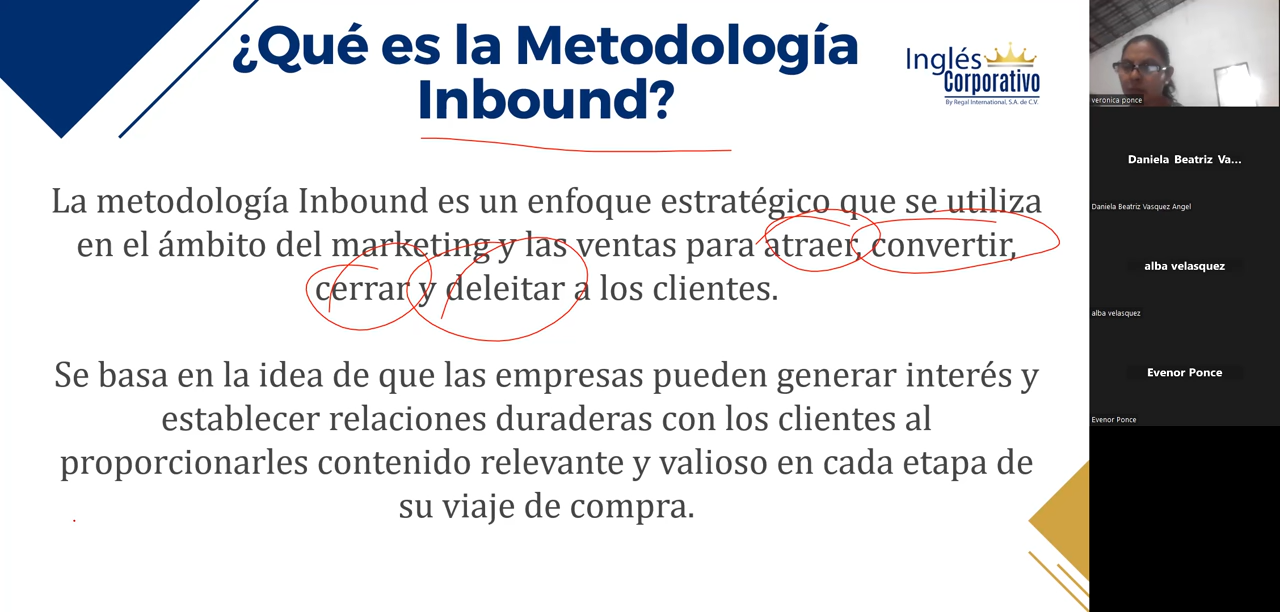 ¿Qué es la Metodología
Inbound?
Inglés
Corporativo
By Regal International, S.A. de C.V.
La metodología Inbound es un enfoque estratégico que se utiliza
en el ámbito del marketing y las ventas para atraer, convertir,
cerrar y deleitar a los clientes.
Se basa en la idea de que las empresas pueden generar interés y
establecer relaciones duraderas con los clientes al
proporcionarles contenido relevante y valioso en cada etapa de
su viaje de compra.
veronica ponce
Daniela Beatriz Va...
Daniela Beatriz Vasquez Angel
alba velasquez
alba velasquez
Evenor Ponce
Evenor Ponce